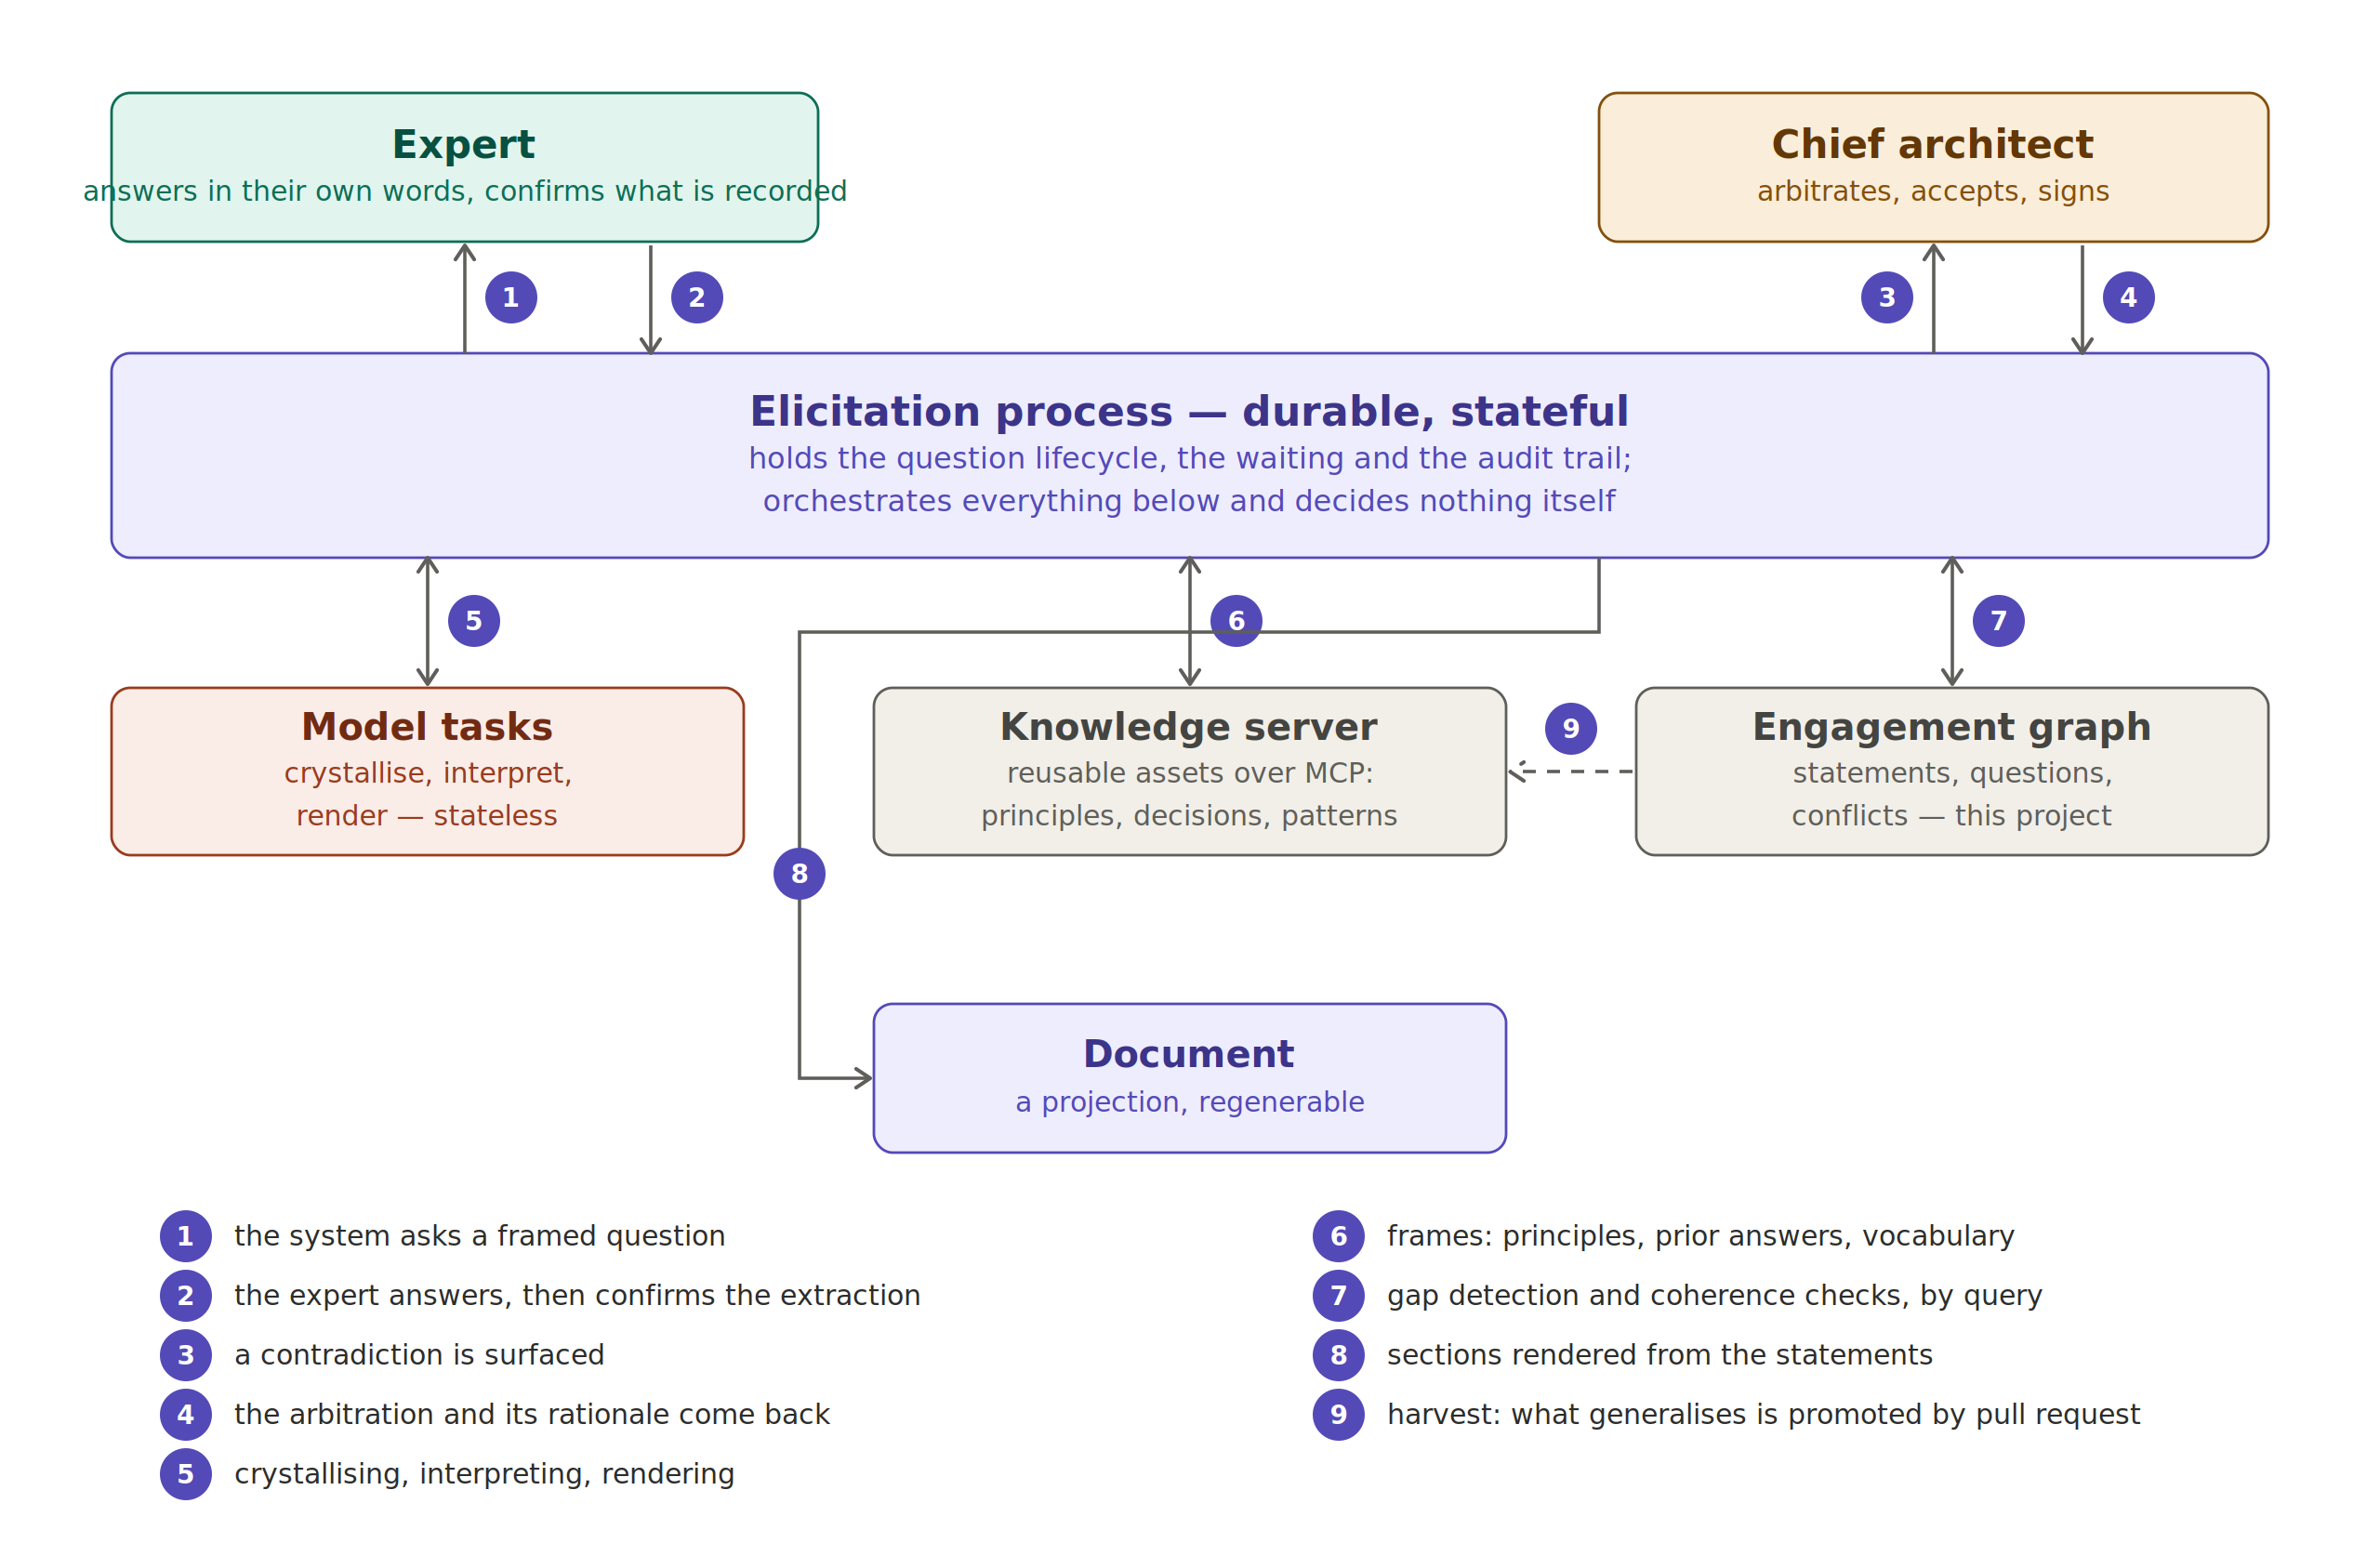 Expert
answers in their own words, confirms what is recorded
Chief architect
arbitrates, accepts, signs
1
2
3
4
Elicitation process — durable, stateful
holds the question lifecycle, the waiting and the audit trail;
orchestrates everything below and decides nothing itself
5
6
7
Model tasks
crystallise, interpret,
render — stateless
Knowledge server
reusable assets over MCP:
principles, decisions, patterns
9
Engagement graph
statements, questions,
conflicts — this project
8
Document
a projection, regenerable
1 the system asks a framed question
2 the expert answers, then confirms the extraction
3 a contradiction is surfaced
4 the arbitration and its rationale come back
5 crystallising, interpreting, rendering
6 frames: principles, prior answers, vocabulary
7 gap detection and coherence checks, by query
8 sections rendered from the statements
9 harvest: what generalises is promoted by pull request